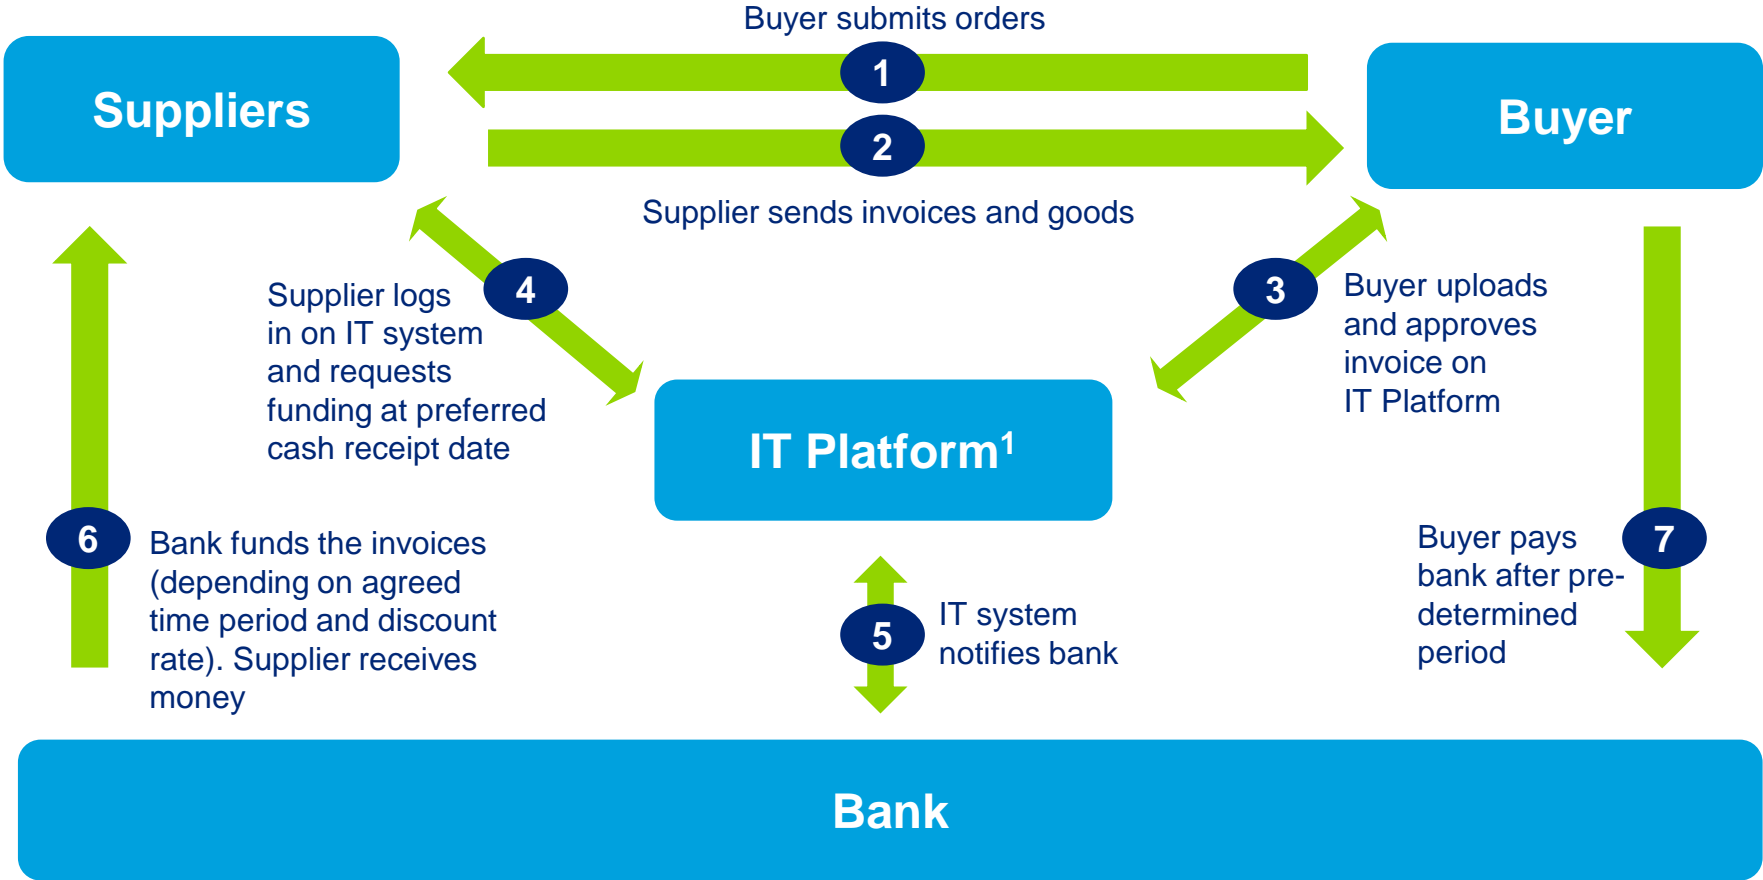 Buyer submits orders
1
Suppliers
Buyer
2
Supplier sends invoices and goods
4
Supplier logs
in on IT system
and requests
funding at preferred
cash receipt date
3
Buyer uploads
and approves
invoice on
IT Platform
IT Platform¹
6
Bank funds the invoices
(depending on agreed
time period and discount
rate). Supplier receives
money
5
IT system
notifies bank
Buyer pays
bank after pre-
determined
period
7
Bank